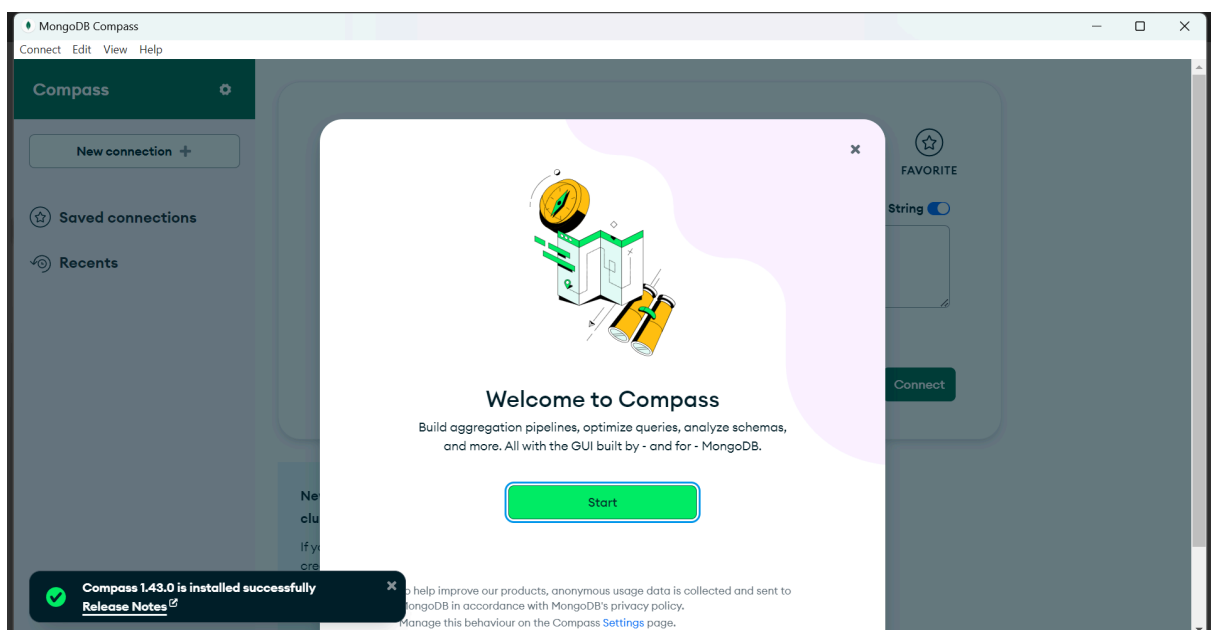 MongoDB Compass
Connect Edit View Help
Compass
New connection
Saved connections
Recents
FAVORITE
String
Connect
Welcome to Compass
Build aggregation pipelines, optimize queries, analyze schemas,
and more. All with the GUI built by - and for - MongoDB.
Start
If
Compass 1.43.0 is installed successfully
Release Notes
help improve our products, anonymous usage data is collected and sent to
MongoDB in accordance with MongoDB's privacy policy.
Manage this behaviour on the Compass Settings page.